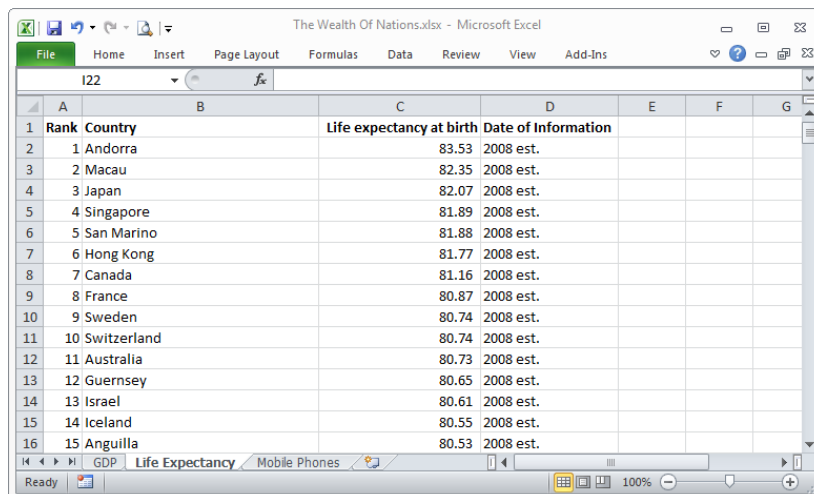 The Wealth Of Nations.xlsx - Microsoft Excel
File Home Insert Page Layout Formulas Data Review View Add-Ins
I22 fx
A B C D E F G
1 Rank Country Life expectancy at birth Date of Information
2 1 Andorra 83.53 2008 est.
3 2 Macau 82.35 2008 est.
4 3 Japan 82.07 2008 est.
5 4 Singapore 81.89 2008 est.
6 5 San Marino 81.88 2008 est.
7 6 Hong Kong 81.77 2008 est.
8 7 Canada 81.16 2008 est.
9 8 France 80.87 2008 est.
10 9 Sweden 80.74 2008 est.
11 10 Switzerland 80.74 2008 est.
12 11 Australia 80.73 2008 est.
13 12 Guernsey 80.65 2008 est.
14 13 Israel 80.61 2008 est.
15 14 Iceland 80.55 2008 est.
16 15 Anguilla 80.53 2008 est.
GDP Life Expectancy Mobile Phones
Ready 100%